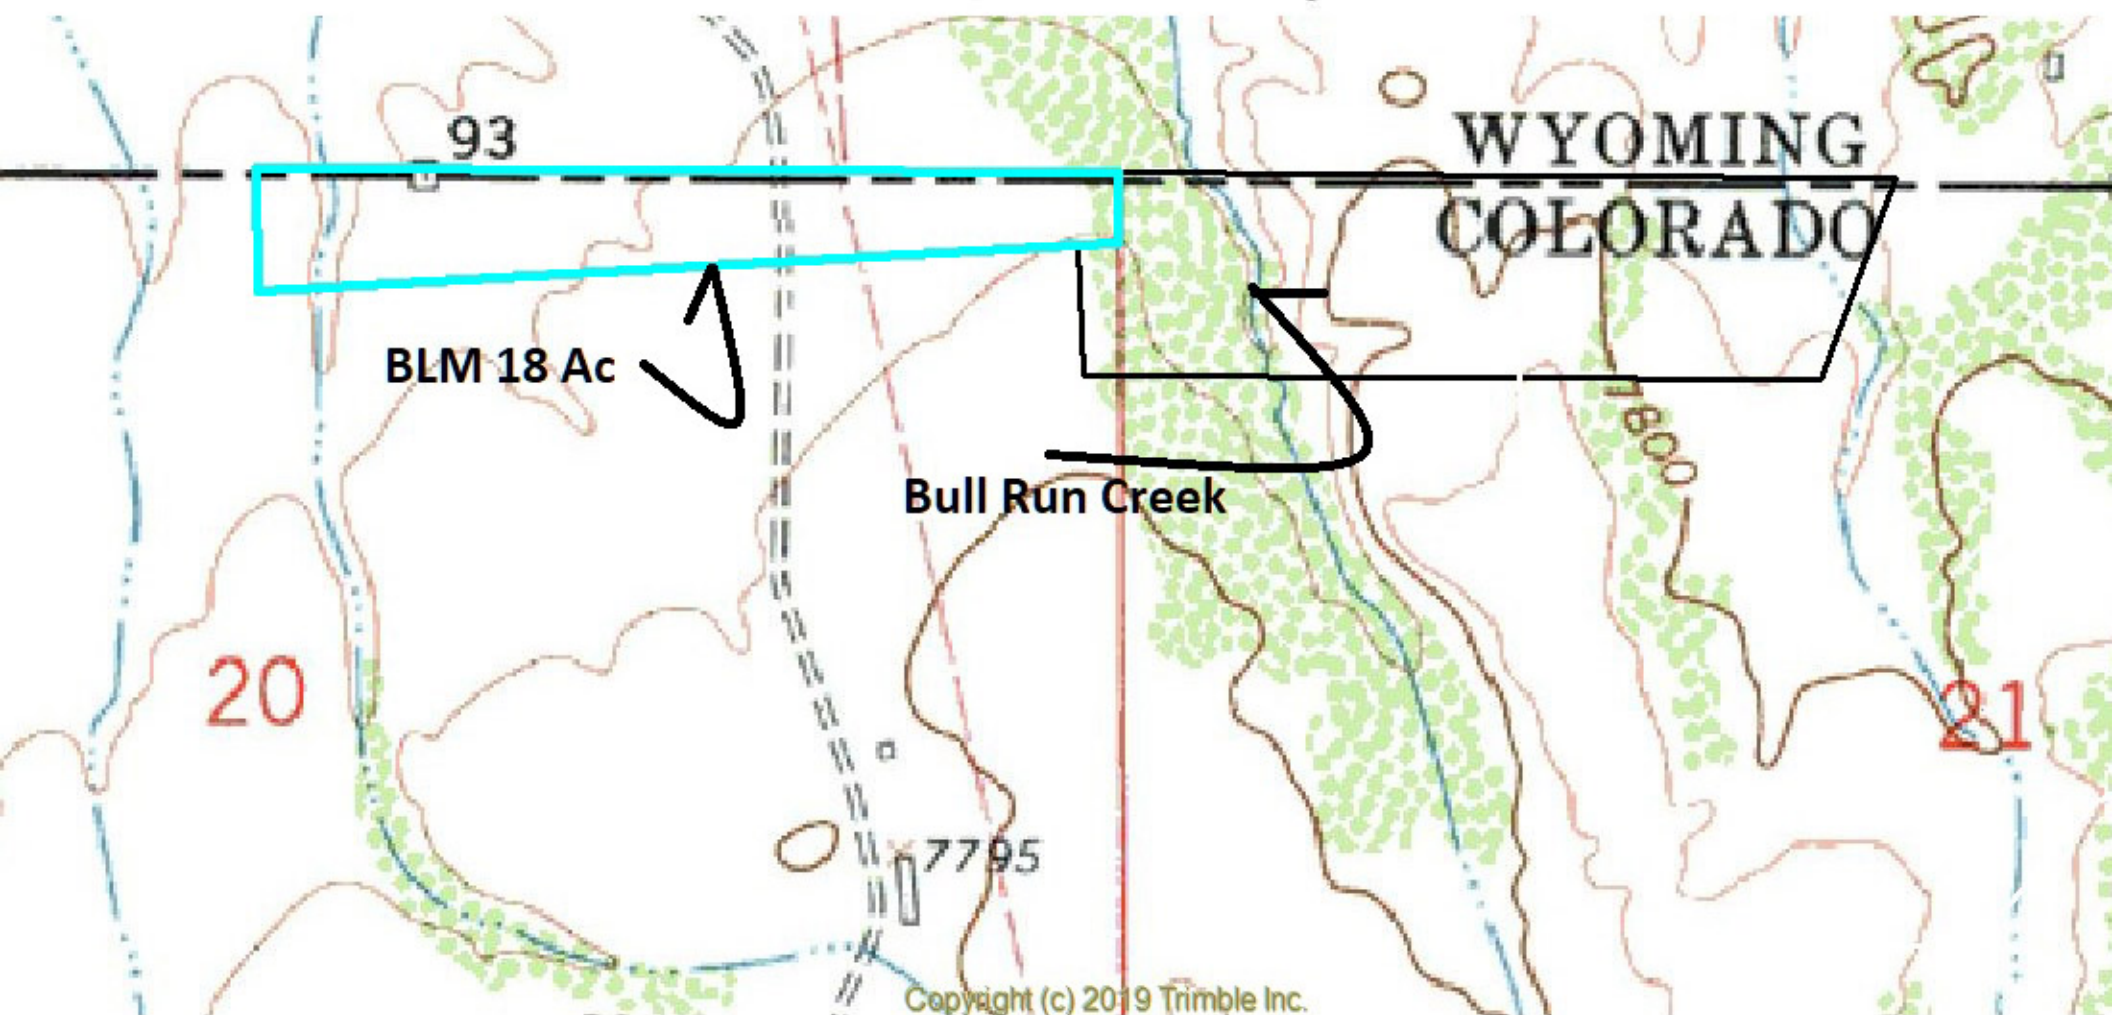 93
WYOMING
COLORADO
BLM 18 Ac
7800
Bull Run Creek
20
21
7795
Copyright (c) 2019 Trimble Inc.